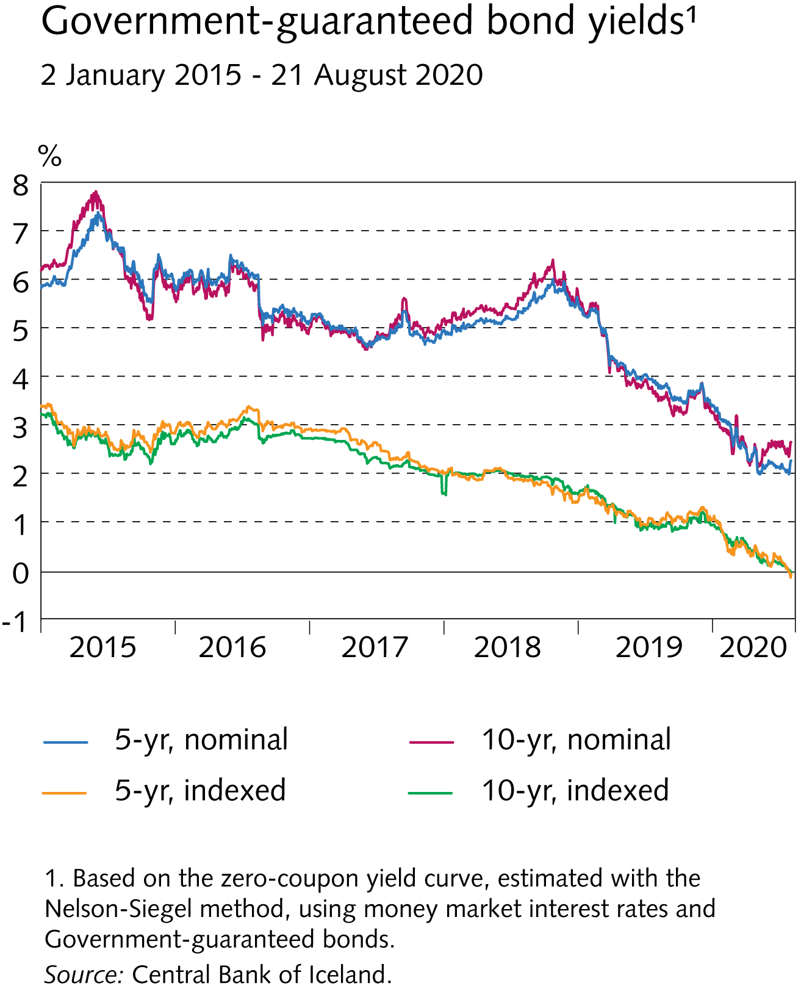 Government-guaranteed bond yields¹
2 January 2015 - 21 August 2020
%
8
7
6
5
4
3
2
1
0
-1
2015 2016 2017 2018 2019 2020
5-yr, nominal 10-yr, nominal
5-yr, indexed 10-yr, indexed
1. Based on the zero-coupon yield curve, estimated with the
Nelson-Siegel method, using money market interest rates and
Government-guaranteed bonds.
Source: Central Bank of Iceland.